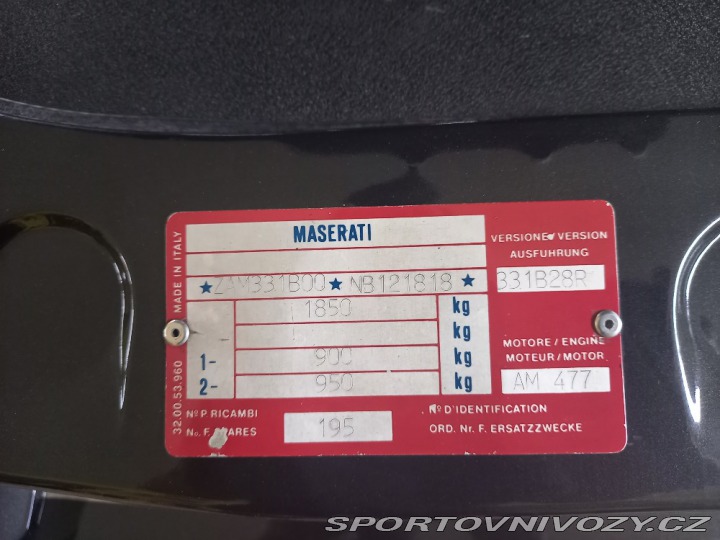 MASERATI
MADE IN ITALY
32.00.53.960
★ZAM331B00★NB121818★
1850 kg
kg
1- 900 kg
2- 950 kg
VERSIONE/VERSION
AUSFUHRUNG
331B28R
MOTORE/ENGINE
MOTEUR/MOTOR
AM 477
Nº P RICAMBI
No. F. SPARES
195
Nº D'IDENTIFICATION
ORD. Nr. F. ERSATZZWECKE
SPORTOVNIVOZY.CZ